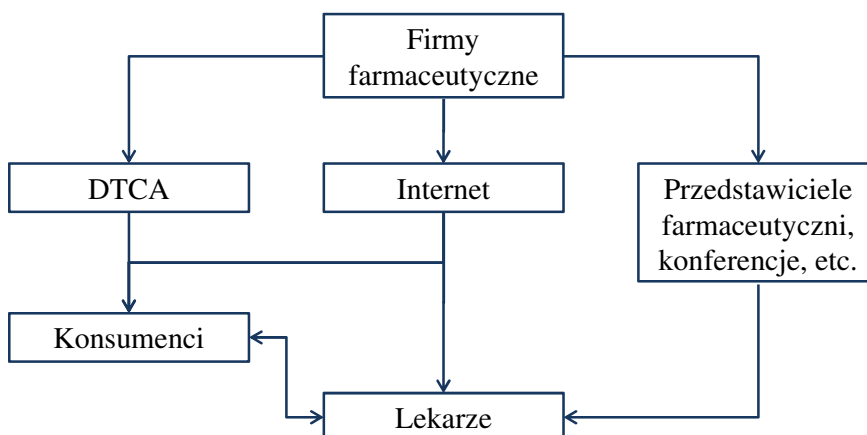 Firmy
farmaceutyczne
DTCA
Internet
Przedstawiciele
farmaceutyczni,
konferencje, etc.
Konsumenci
Lekarze